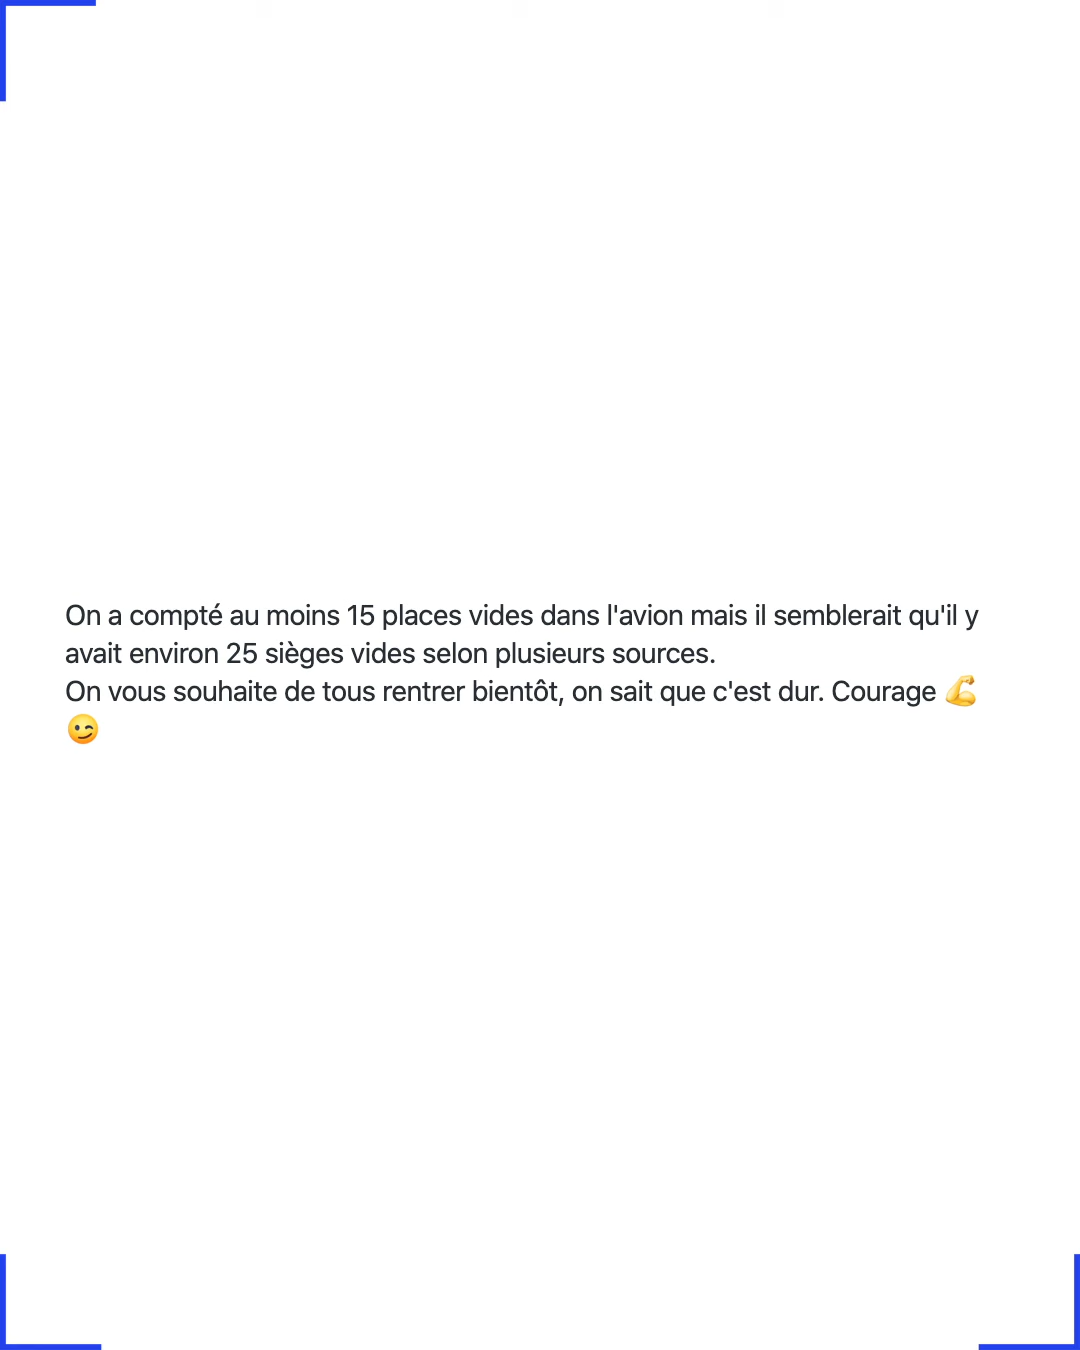 On a compté au moins 15 places vides dans l'avion mais il semblerait qu'il y
avait environ 25 sièges vides selon plusieurs sources.
On vous souhaite de tous rentrer bientôt, on sait que c'est dur. Courage 💪
😉